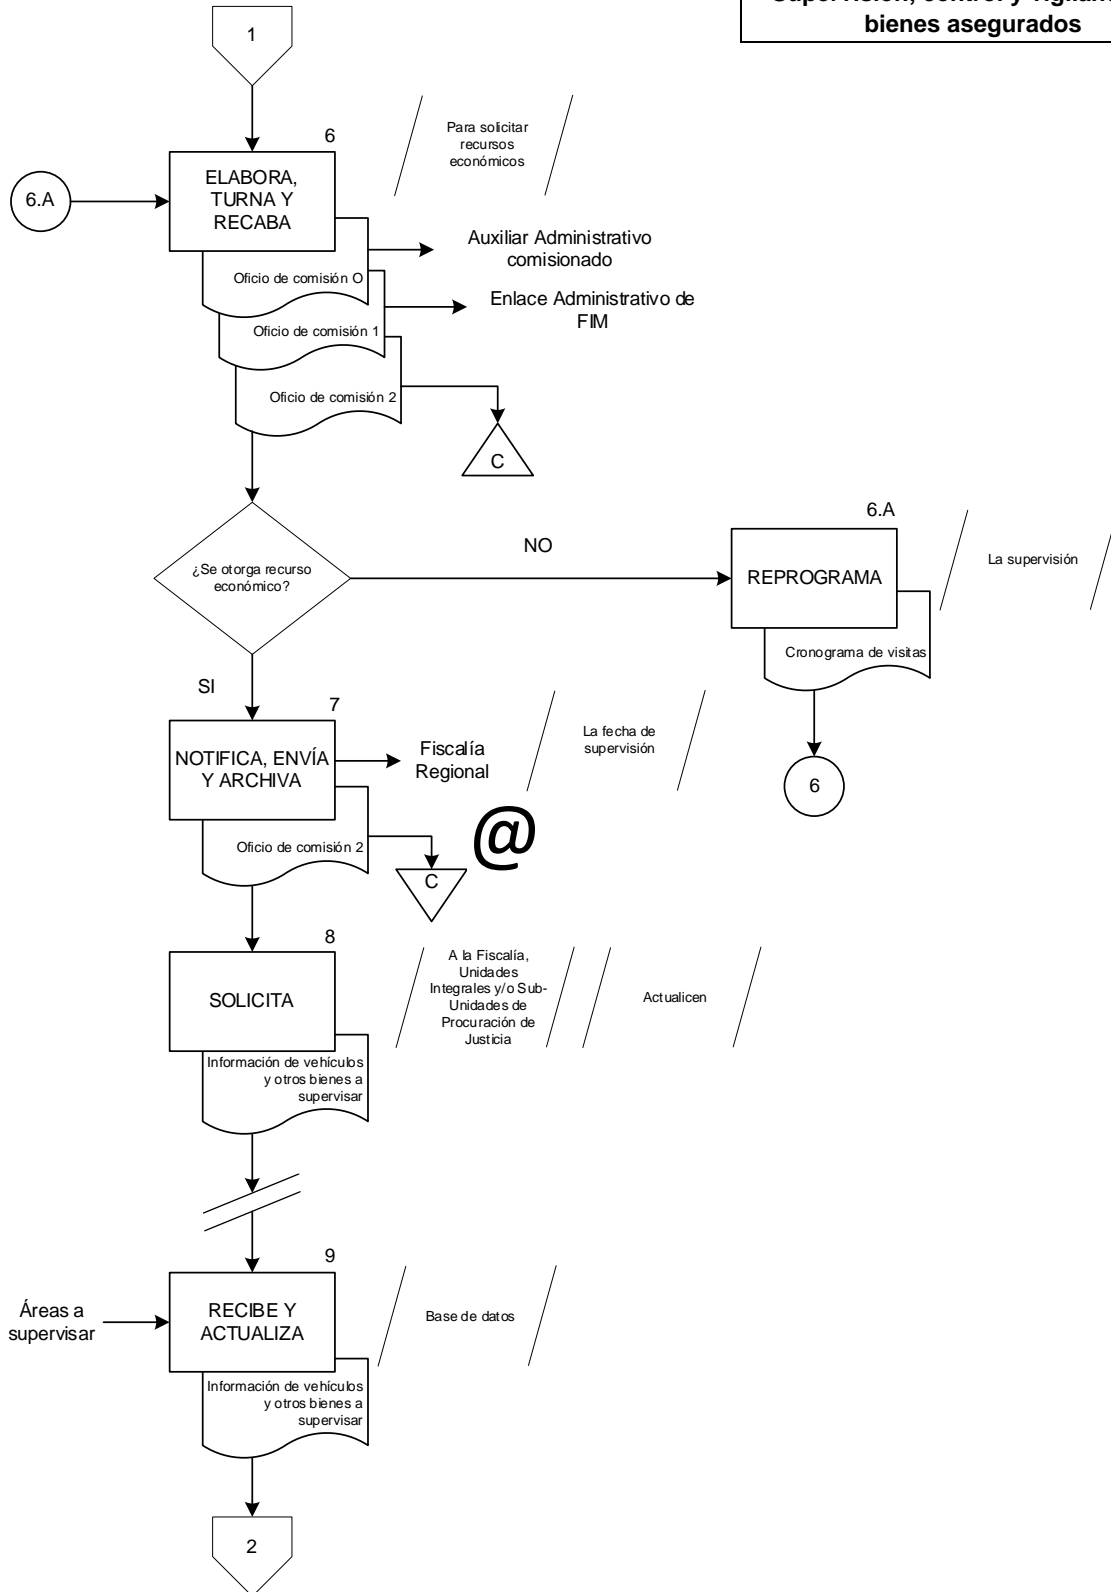 bienes asegurados
1
6
Para solicitar
recursos
económicos
6.A
ELABORA,
TURNA Y
RECABA
Auxiliar Administrativo
comisionado
Oficio de comisión O
Enlace Administrativo de
FIM
Oficio de comisión 1
Oficio de comisión 2
C
6.A
NO
¿Se otorga recurso
económico?
REPROGRAMA
La supervisión
Cronograma de visitas
SI
7
NOTIFICA, ENVÍA
Y ARCHIVA
Fiscalía
Regional
La fecha de
supervisión
6
@
Oficio de comisión 2
C
8
SOLICITA
A la Fiscalía,
Unidades
Integrales y/o Sub-
Unidades de
Procuración de
Justicia
Actualicen
Información de vehículos
y otros bienes a
supervisar
9
Áreas a
supervisar
RECIBE Y
ACTUALIZA
Base de datos
Información de vehículos
y otros bienes a
supervisar
2